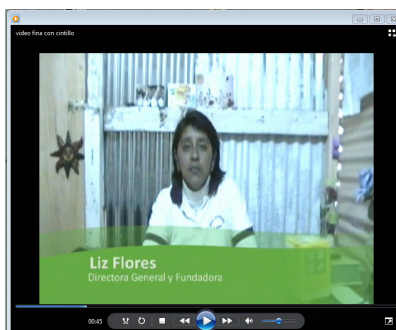 video fina con cintillo
Liz Flores
Directora General y Fundadora
00:45